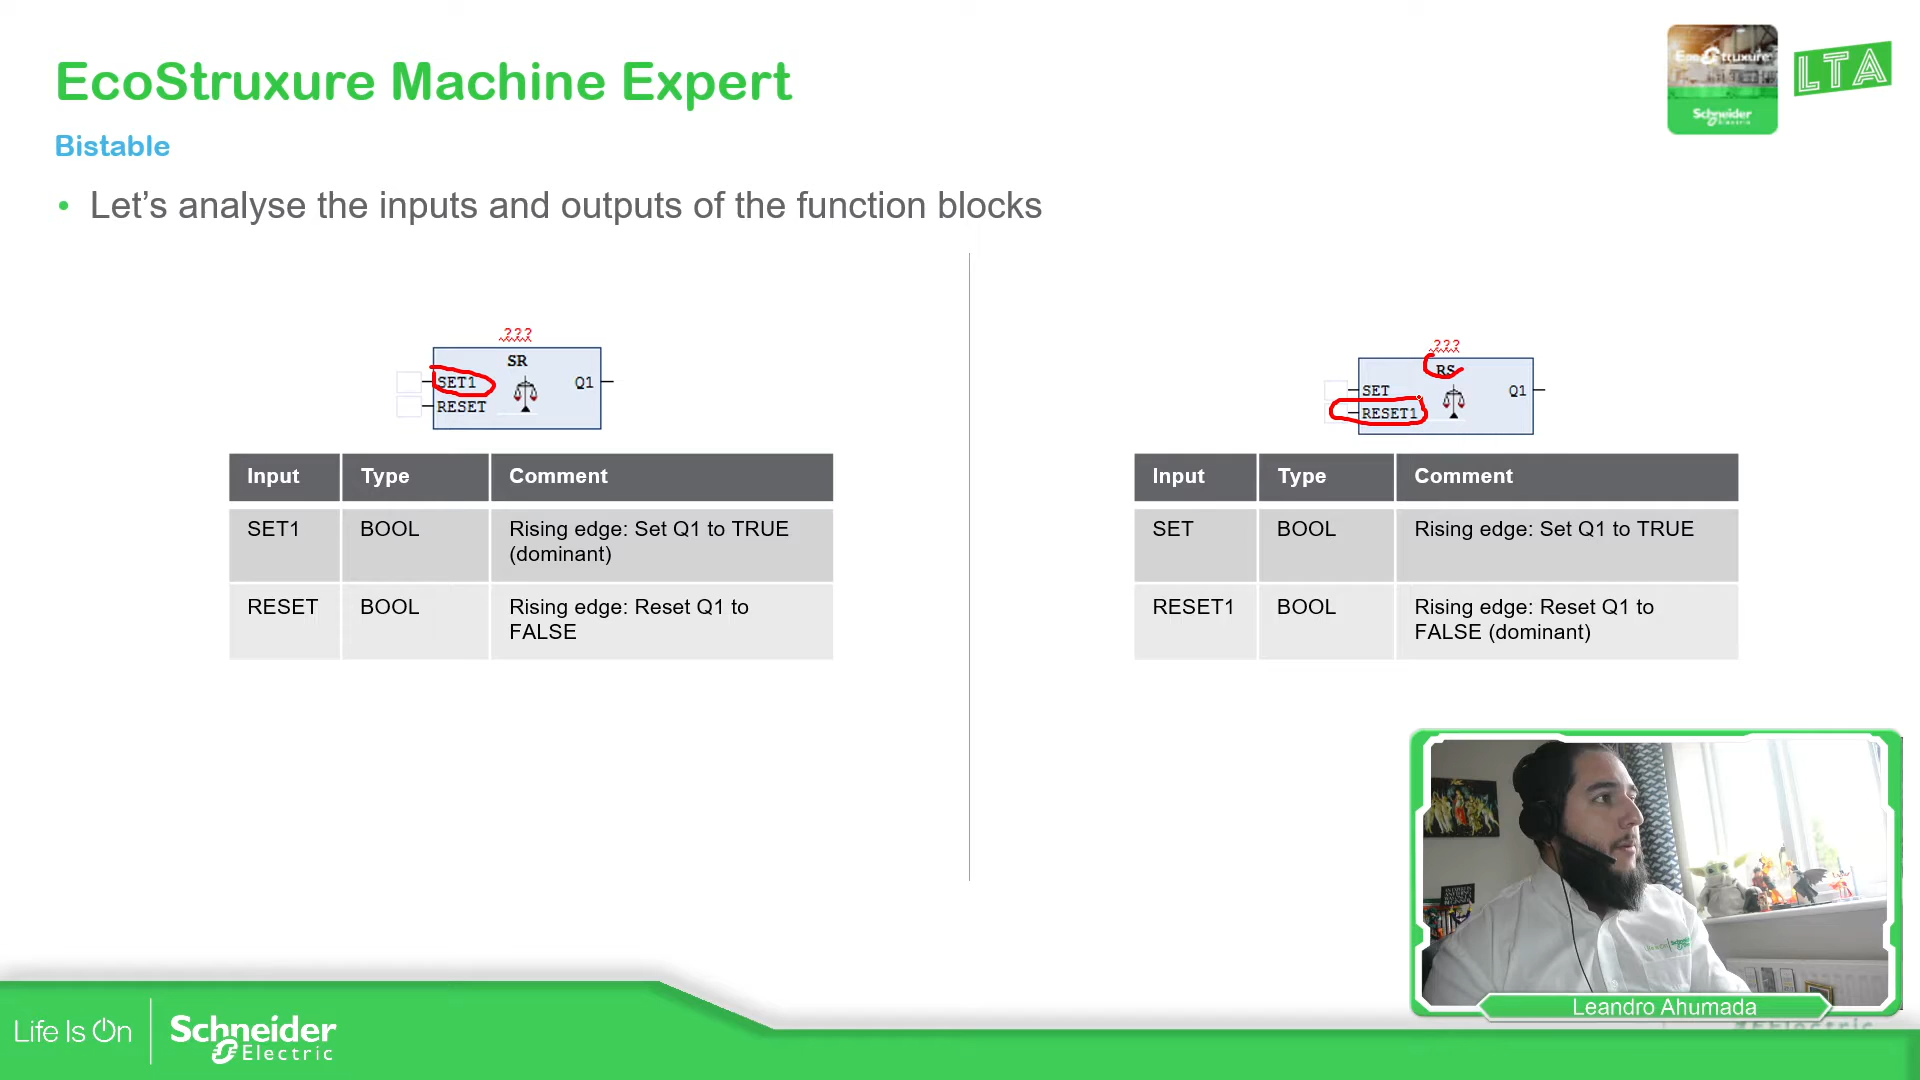 EcoStruxure Machine Expert
Bistable
• Let’s analyse the inputs and outputs of the function blocks
EcoStruxure
Schneider
Electric
LTA
???
SR
SET1
RESET
Q1
Input Type Comment
SET1 BOOL Rising edge: Set Q1 to TRUE
(dominant)
RESET BOOL Rising edge: Reset Q1 to
FALSE
???
RS
SET
RESET1
Q1
Input Type Comment
SET BOOL Rising edge: Set Q1 to TRUE
RESET1 BOOL Rising edge: Reset Q1 to
FALSE (dominant)
Leandro Ahumada
Life Is On
Schneider
Electric